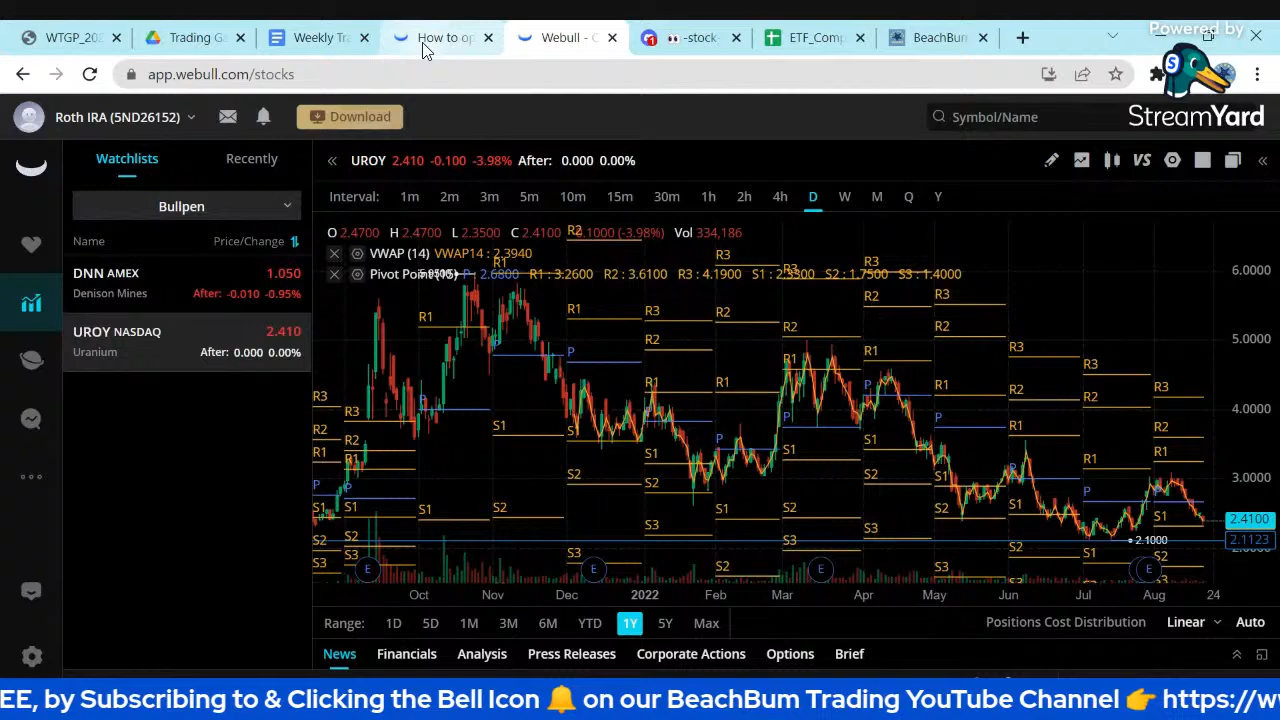 Powered by
StreamYard
WTGP_202
Trading Ga
Weekly Tra
How to ep
Webull - C
-stock
ETF_Comp
BeachBum
app.webull.com/stocks
Roth IRA (5ND26152)
Download
Symbol/Name
Watchlists
Recently
Bullpen
Name
Price/Change
DNN AMEX
1.050
Denison Mines
After: -0.010 -0.95%
UROY NASDAQ
2.410
Uranium
After: 0.000 0.00%
UROY 2.410 -0.100 -3.98% After: 0.000 0.00%
VS
Interval: 1m 2m 3m 5m 10m 15m 30m 1h 2h 4h D W M Q Y
O 2.4700 H 2.4700 L 2.3500 C 2.4100 -0.1000 (-3.98%) Vol 334,186
VWAP (14) VWAP14 : 2.3940
P : 2.6800 R1 : 3.2600 R2 : 3.6100 R3 : 4.1900 S1 : 2.3300 S2 : 1.7500 S3 : 1.4000
6.0000
5.0000
4.0000
3.0000
2.4100
2.1123
2.1000
Oct Nov Dec 2022 Feb Mar Apr May Jun Jul Aug 24
Range: 1D 5D 1M 3M 6M YTD 1Y 5Y Max
Positions Cost Distribution Linear Auto
News Financials Analysis Press Releases Corporate Actions Options Brief
EE, by Subscribing to & Clicking the Bell Icon 🔔 on our BeachBum Trading YouTube Channel 👉 https://w